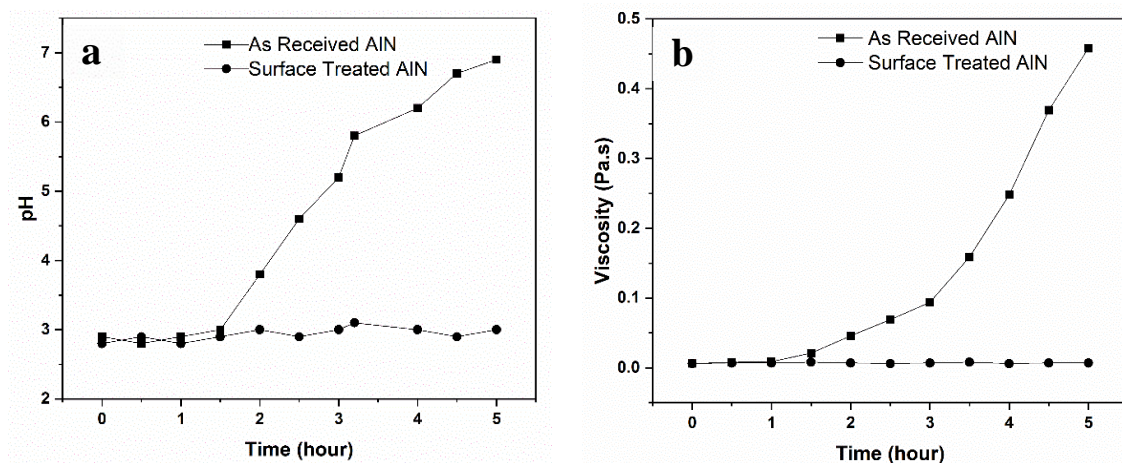 a
As Received AlN
Surface Treated AlN
7
6
5
4
3
2
pH
0 1 2 3 4 5
Time (hour)
b
As Received AlN
Surface Treated AlN
0.5
0.4
0.3
0.2
0.1
0.0
Viscosity (Pa.s)
0 1 2 3 4 5
Time (hour)